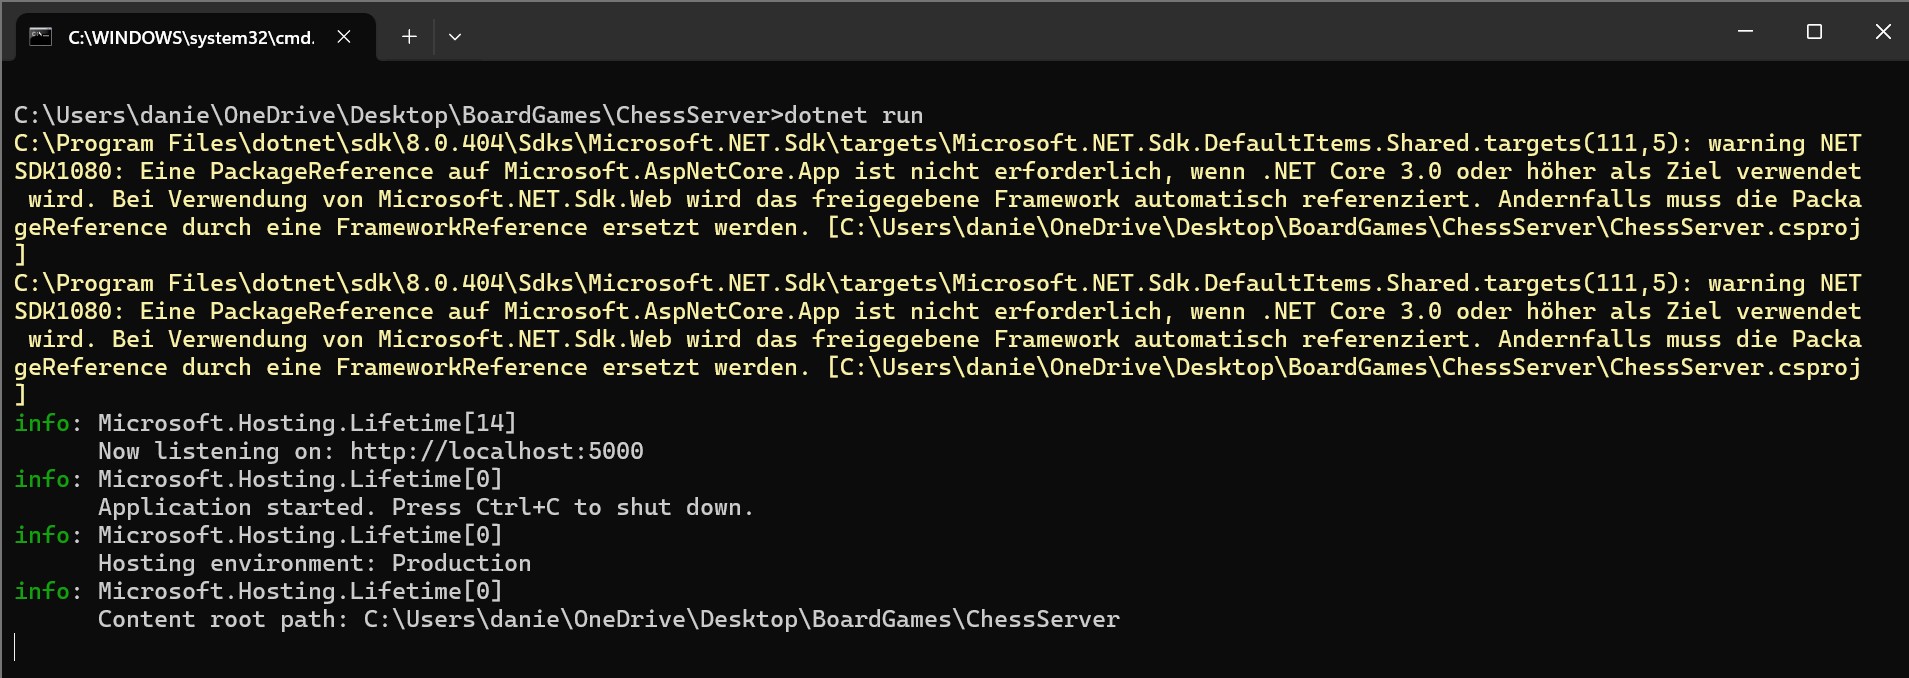 C:\WINDOWS\system32\cmd.
C:\Users\danie\OneDrive\Desktop\BoardGames\ChessServer>dotnet run
C:\Program Files\dotnet\sdk\8.0.404\Sdks\Microsoft.NET.Sdk\targets\Microsoft.NET.Sdk.DefaultItems.Shared.targets(111,5): warning NET
SDK1080: Eine PackageReference auf Microsoft.AspNetCore.App ist nicht erforderlich, wenn .NET Core 3.0 oder höher als Ziel verwendet
 wird. Bei Verwendung von Microsoft.NET.Sdk.Web wird das freigegebene Framework automatisch referenziert. Andernfalls muss die Packa
geReference durch eine FrameworkReference ersetzt werden. [C:\Users\danie\OneDrive\Desktop\BoardGames\ChessServer\ChessServer.csproj
]
C:\Program Files\dotnet\sdk\8.0.404\Sdks\Microsoft.NET.Sdk\targets\Microsoft.NET.Sdk.DefaultItems.Shared.targets(111,5): warning NET
SDK1080: Eine PackageReference auf Microsoft.AspNetCore.App ist nicht erforderlich, wenn .NET Core 3.0 oder höher als Ziel verwendet
 wird. Bei Verwendung von Microsoft.NET.Sdk.Web wird das freigegebene Framework automatisch referenziert. Andernfalls muss die Packa
geReference durch eine FrameworkReference ersetzt werden. [C:\Users\danie\OneDrive\Desktop\BoardGames\ChessServer\ChessServer.csproj
]
info: Microsoft.Hosting.Lifetime[14]
      Now listening on: http://localhost:5000
info: Microsoft.Hosting.Lifetime[0]
      Application started. Press Ctrl+C to shut down.
info: Microsoft.Hosting.Lifetime[0]
      Hosting environment: Production
info: Microsoft.Hosting.Lifetime[0]
      Content root path: C:\Users\danie\OneDrive\Desktop\BoardGames\ChessServer